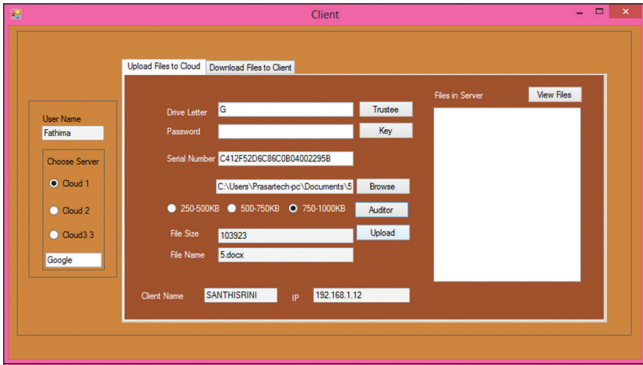 Client
Upload Files to Cloud Download Files to Client
User Name
Fathima
Choose Server
Cloud 1
Cloud 2
Cloud3 3
Google
Drive Letter G Trustee
Password Key
Serial Number C412F52D6C86C0B04002295B
C:\Users\Prasartech-pc\Documents\5 Browse
250-500KB 500-750KB 750-1000KB Auditor
File Size 103923 Upload
File Name 5.docx
Client Name SANTHISRINI IP 192.168.1.12
Files in Server View Files